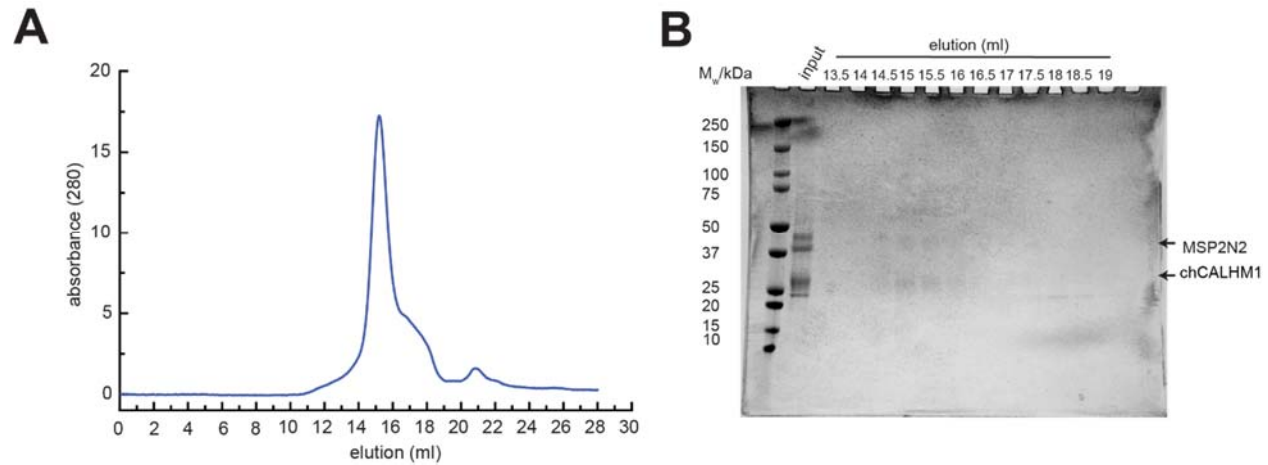 A
20
15
10
5
0
absorbance (280)
0 2 4 6 8 10 12 14 16 18 20 22 24 26 28 30
elution (ml)
B
elution (ml)
Mw/kDa input 13.5 14 14.5 15 15.5 16 16.5 17 17.5 18 18.5 19
250
150
100
75
50
37
25
20
15
10
MSP2N2
chCALHM1